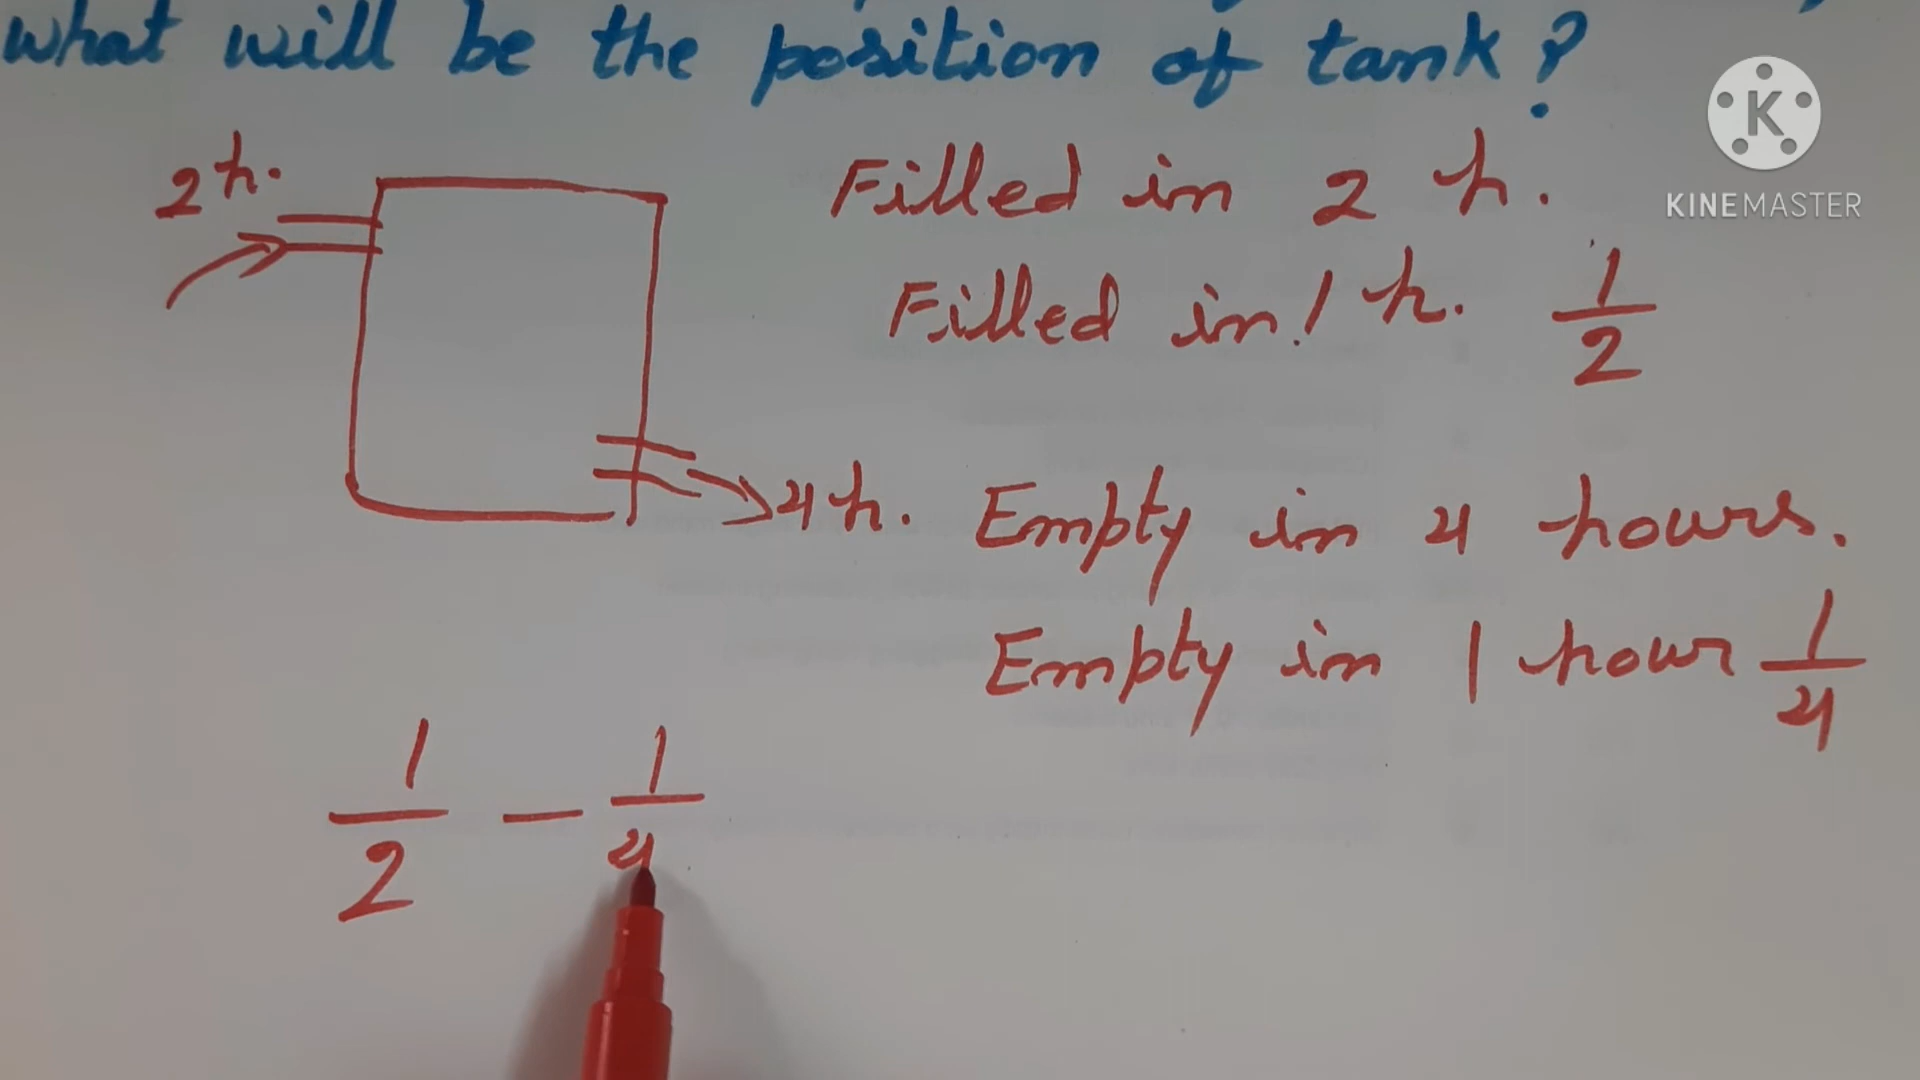 what will be the position of tank?
2 h.
Filled in 2 h.
Filled in 1 h. 1/2
4 h.
Empty in 4 hours.
Empty in 1 hour 1/4
1/2 - 1/4
K
KINEMASTER